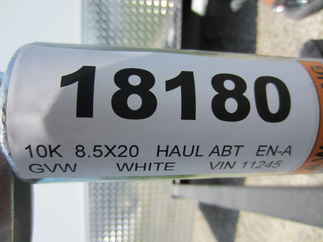 18180
10K 8.5X20 HAUL ABT EN-A
GVW WHITE VIN 11245